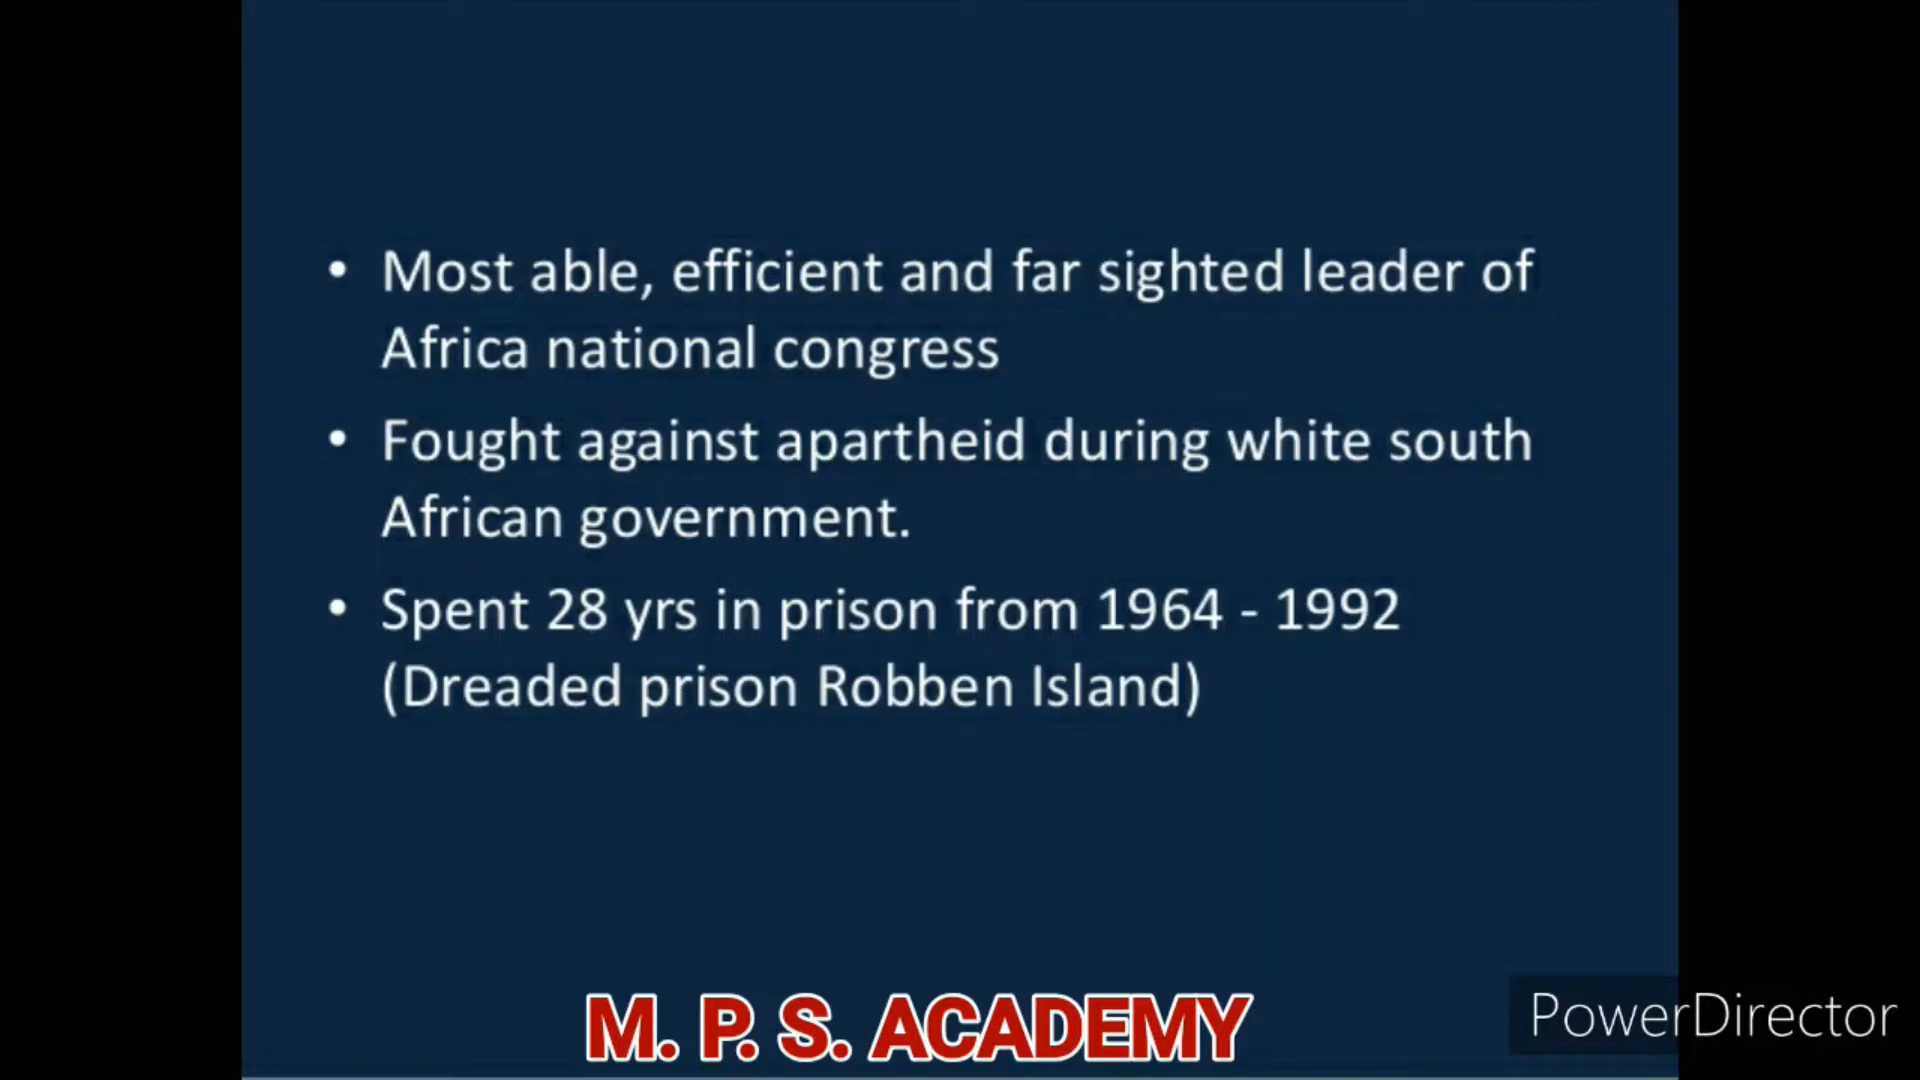 • Most able, efficient and far sighted leader of
Africa national congress
• Fought against apartheid during white south
African government.
• Spent 28 yrs in prison from 1964 - 1992
(Dreaded prison Robben Island)
M. P. S. ACADEMY
PowerDirector